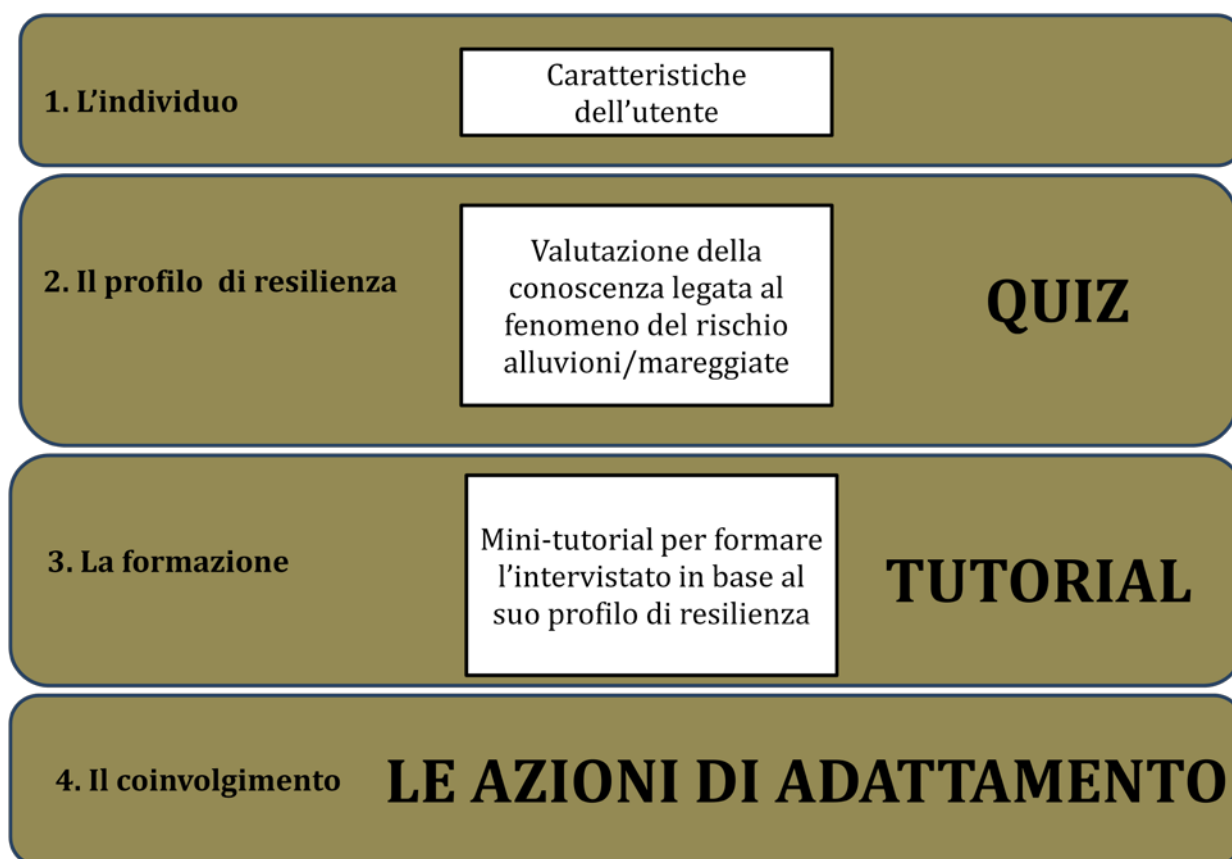 1. L’individuo
Caratteristiche
dell’utente
2. Il profilo  di resilienza
Valutazione della
conoscenza legata al
fenomeno del rischio
alluvioni/mareggiate
QUIZ
3. La formazione
Mini-tutorial per formare
l’intervistato in base al
suo profilo di resilienza
TUTORIAL
4. Il coinvolgimento
LE AZIONI DI ADATTAMENTO